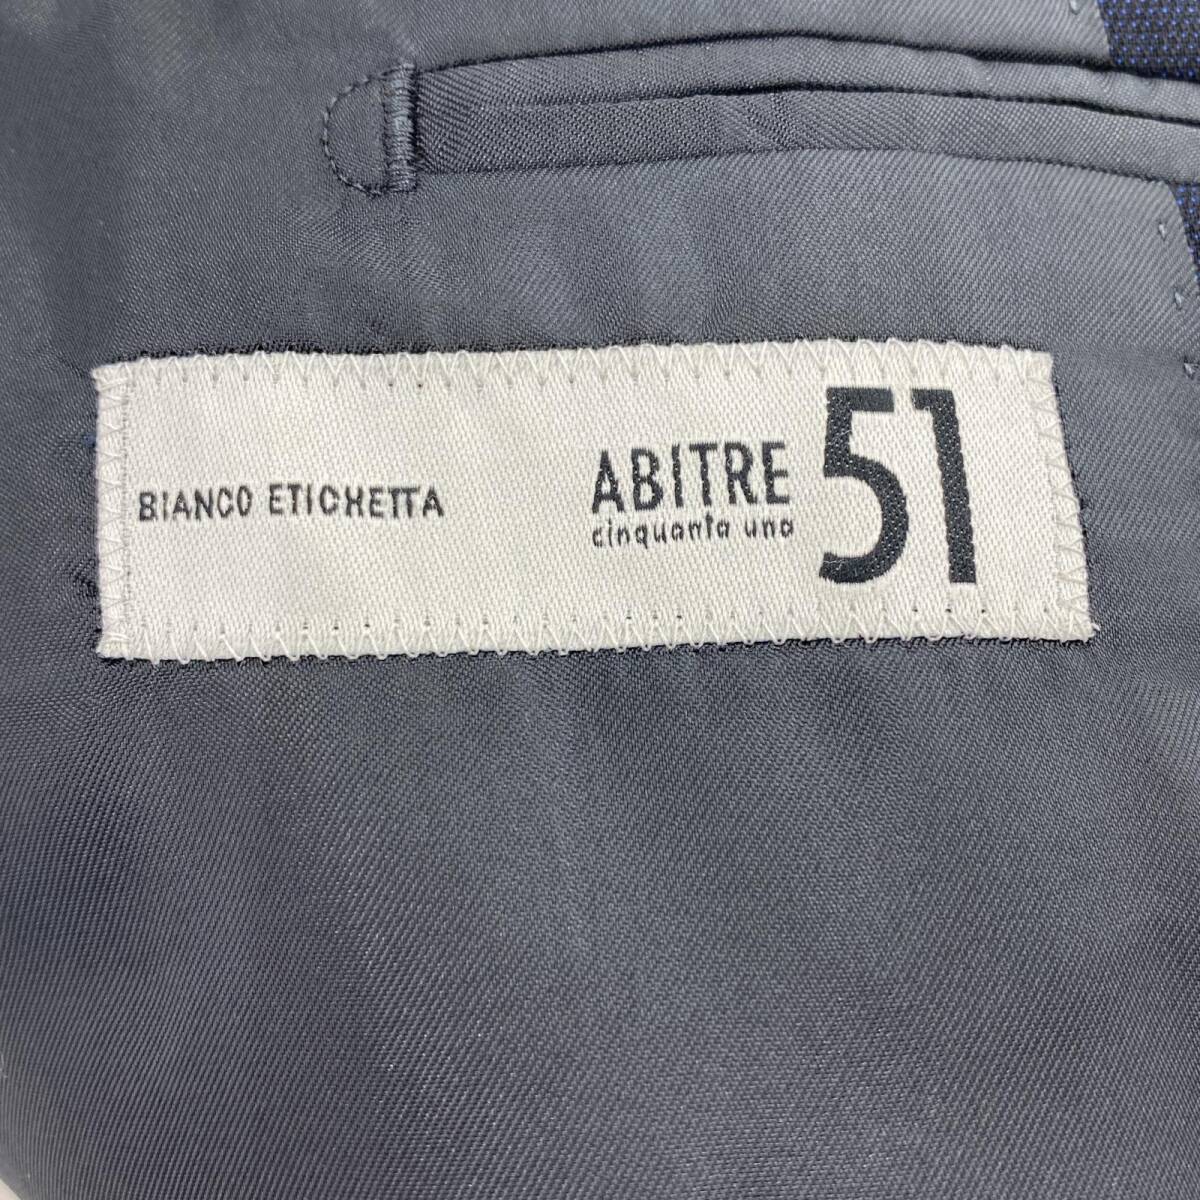 BIANCO ETICHETTA
ABITRE 51
cinquanta uno